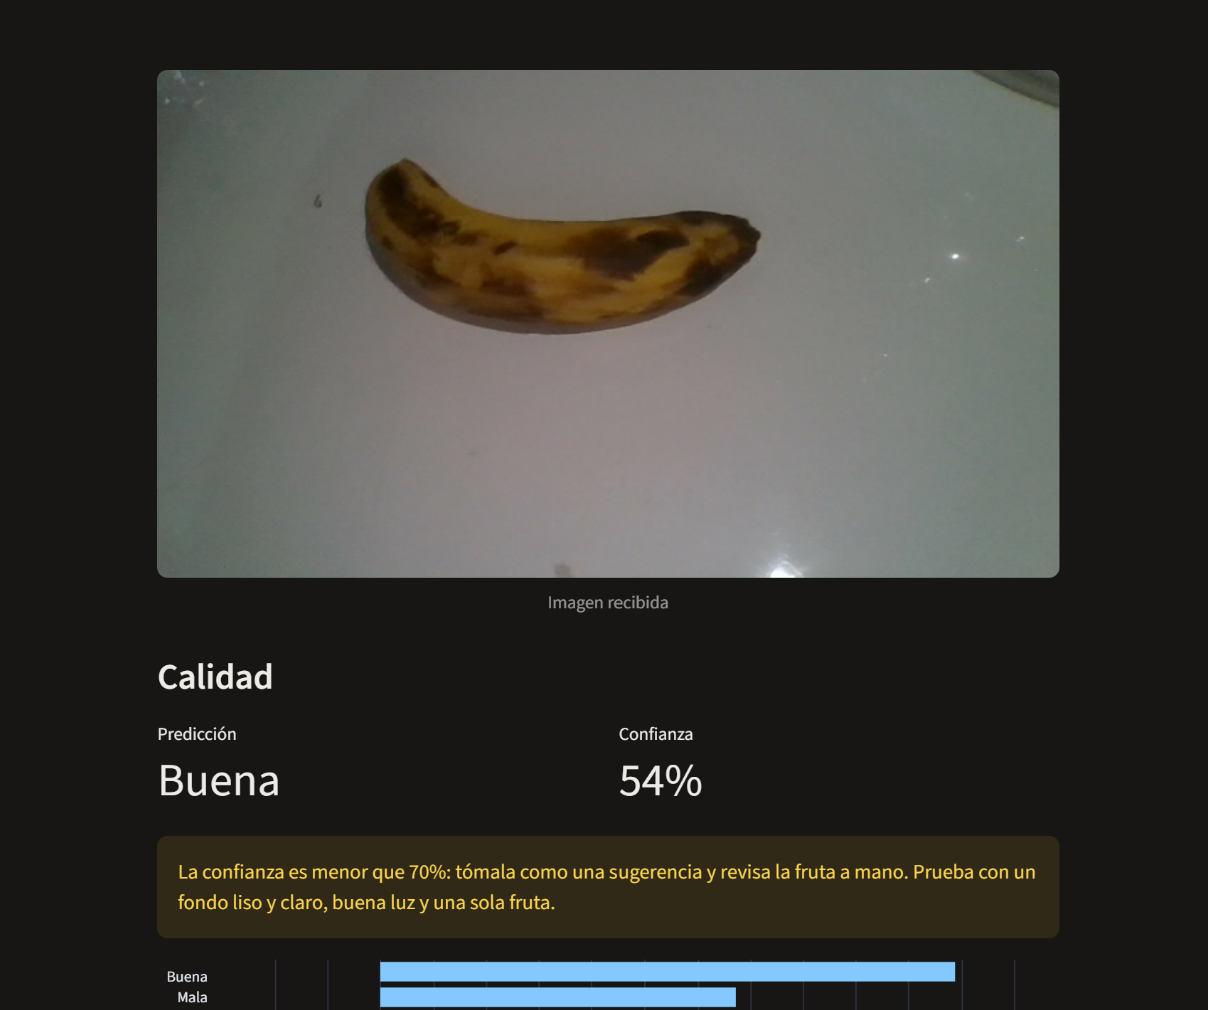 Imagen recibida
Calidad
Predicción
Confianza
Buena
54%
La confianza es menor que 70%: tómala como una sugerencia y revisa la fruta a mano. Prueba con un
fondo liso y claro, buena luz y una sola fruta.
Buena
Mala